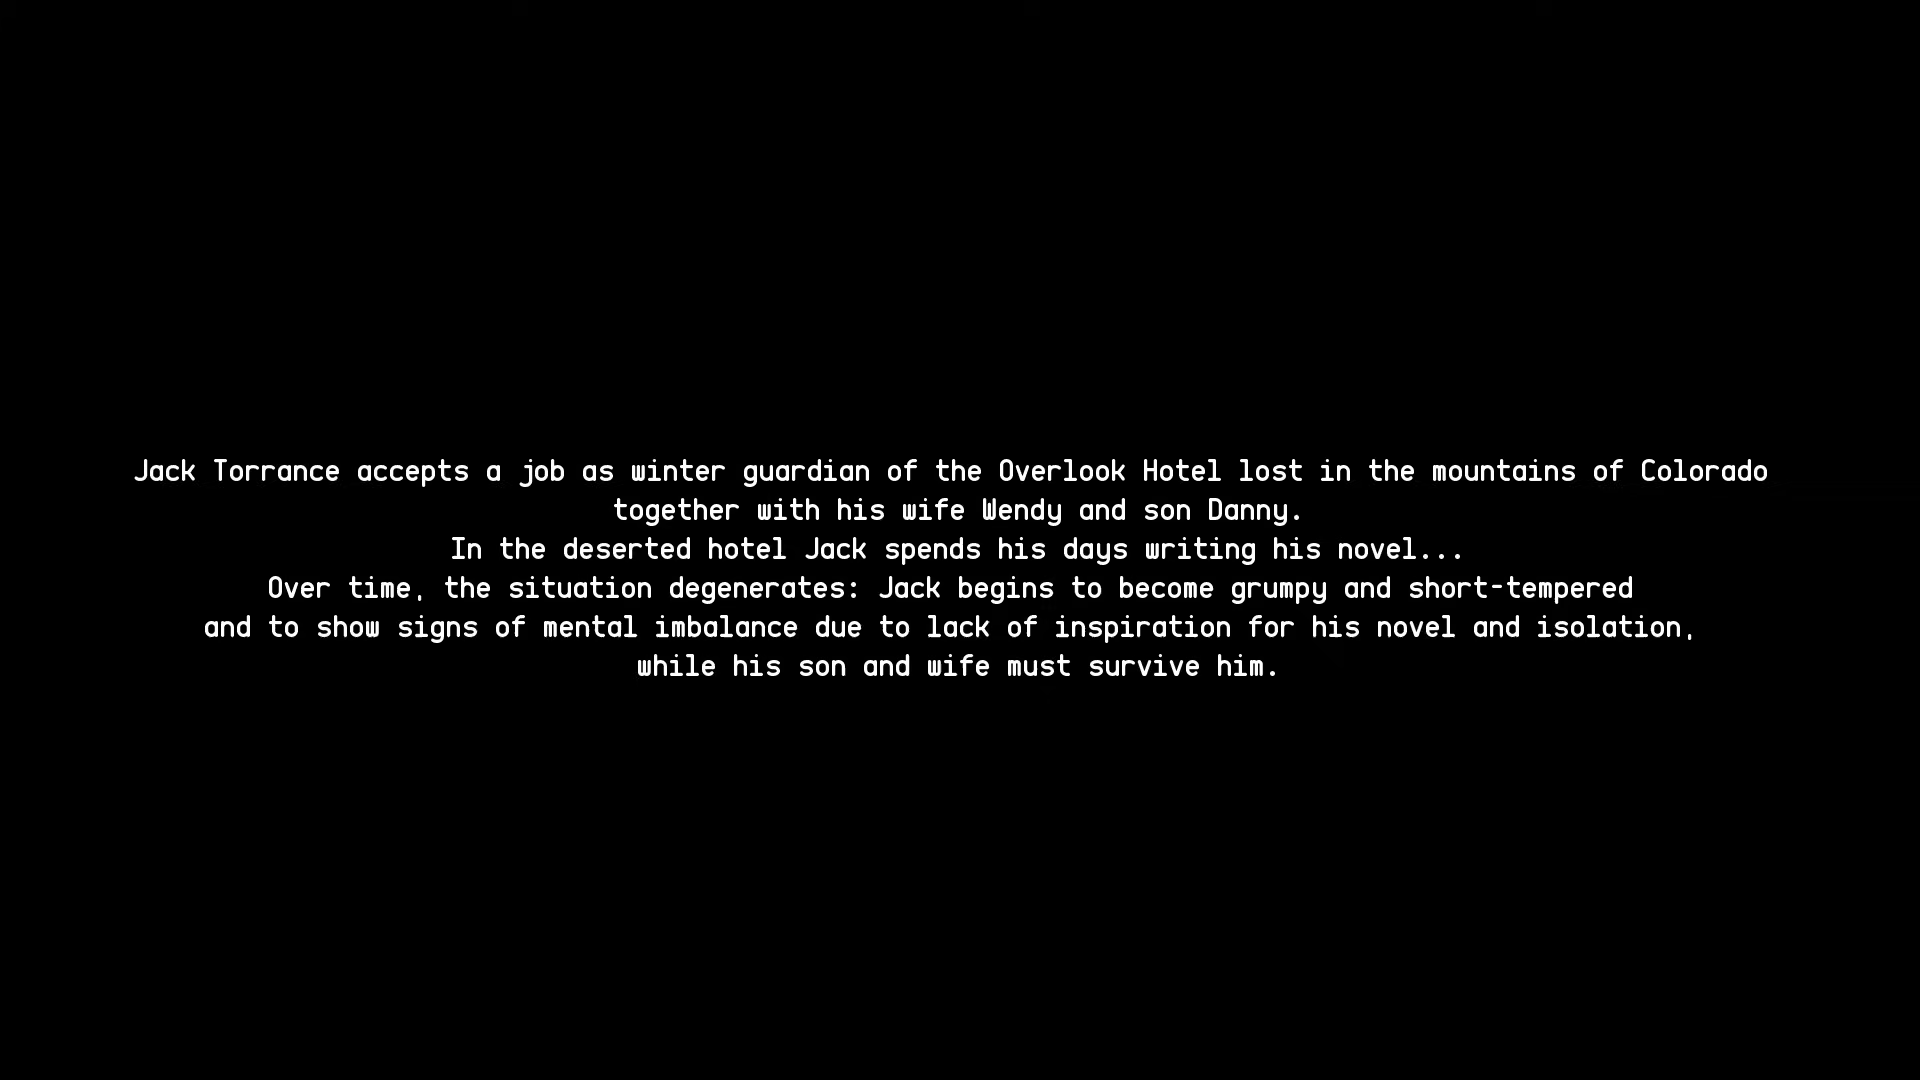 Jack Torrance accepts a job as winter guardian of the Overlook Hotel lost in the mountains of Colorado
together with his wife Wendy and son Danny.
In the deserted hotel Jack spends his days writing his novel...
Over time, the situation degenerates: Jack begins to become grumpy and short-tempered
and to show signs of mental imbalance due to lack of inspiration for his novel and isolation,
while his son and wife must survive him.